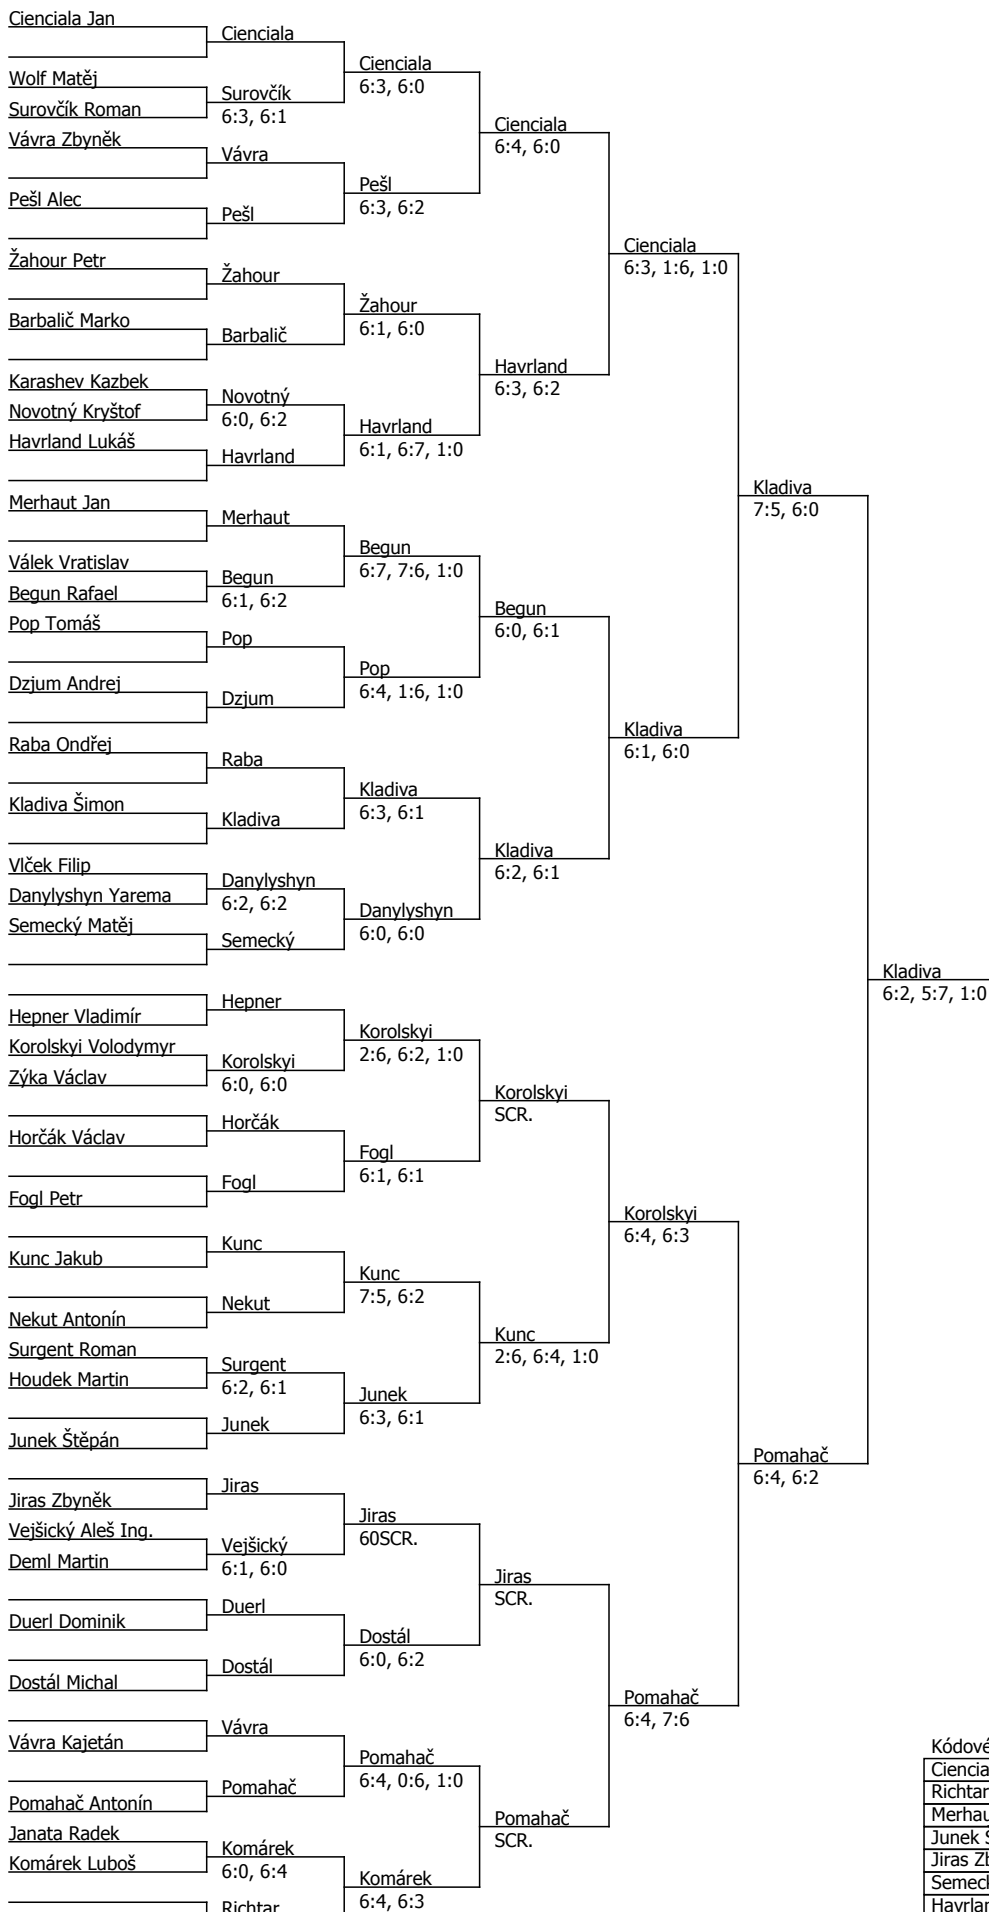 Cienciala Jan
Wolf Matěj
Surovčík Roman
Vávra Zbyněk
Pešl Alec
Žahour Petr
Barbalič Marko
Karashev Kazbek
Novotný Kryštof
Havrland Lukáš
Merhaut Jan
Válek Vratislav
Begun Rafael
Pop Tomáš
Dzjum Andrej
Raba Ondřej
Kladiva Šimon
Vlček Filip
Danylyshyn Yarema
Semecký Matěj
Hepner Vladimír
Korolskyi Volodymyr
Zýka Václav
Horčák Václav
Fogl Petr
Kunc Jakub
Nekut Antonín
Surgent Roman
Houdek Martin
Junek Štěpán
Jiras Zbyněk
Vejšický Aleš Ing.
Deml Martin
Duerl Dominik
Dostál Michal
Vávra Kajetán
Pomahač Antonín
Janata Radek
Komárek Luboš
Cienciala
Surovčík
6:3, 6:1
Vávra
Pešl
Žahour
Barbalič
Novotný
6:0, 6:2
Havrland
Merhaut
Begun
6:1, 6:2
Pop
Dzjum
Raba
Kladiva
Danylyshyn
6:2, 6:2
Semecký
Hepner
Korolskyi
6:0, 6:0
Horčák
Fogl
Kunc
Nekut
Surgent
6:2, 6:1
Junek
Jiras
Vejšický
6:1, 6:0
Duerl
Dostál
Vávra
Pomahač
Komárek
6:0, 6:4
Richtar
Cienciala
6:3, 6:0
Pešl
6:3, 6:2
Žahour
6:1, 6:0
Havrland
6:1, 6:7, 1:0
Begun
6:7, 7:6, 1:0
Pop
6:4, 1:6, 1:0
Kladiva
6:3, 6:1
Danylyshyn
6:0, 6:0
Korolskyi
2:6, 6:2, 1:0
Fogl
6:1, 6:1
Kunc
7:5, 6:2
Junek
6:3, 6:1
Jiras
60SCR.
Dostál
6:0, 6:2
Pomahač
6:4, 0:6, 1:0
Komárek
6:4, 6:3
Cienciala
6:4, 6:0
Havrland
6:3, 6:2
Begun
6:0, 6:1
Kladiva
6:2, 6:1
Korolskyi
SCR.
Kunc
2:6, 6:4, 1:0
Jiras
SCR.
Pomahač
SCR.
Cienciala
6:3, 1:6, 1:0
Kladiva
6:1, 6:0
Korolskyi
6:4, 6:3
Pomahač
6:4, 7:6
Kladiva
7:5, 6:0
Pomahač
6:4, 6:2
Kladiva
6:2, 5:7, 1:0
Kódové
Ciencia
Richtar
Merhau
Junek Š
Jiras Zb
Semeck
Havrlan